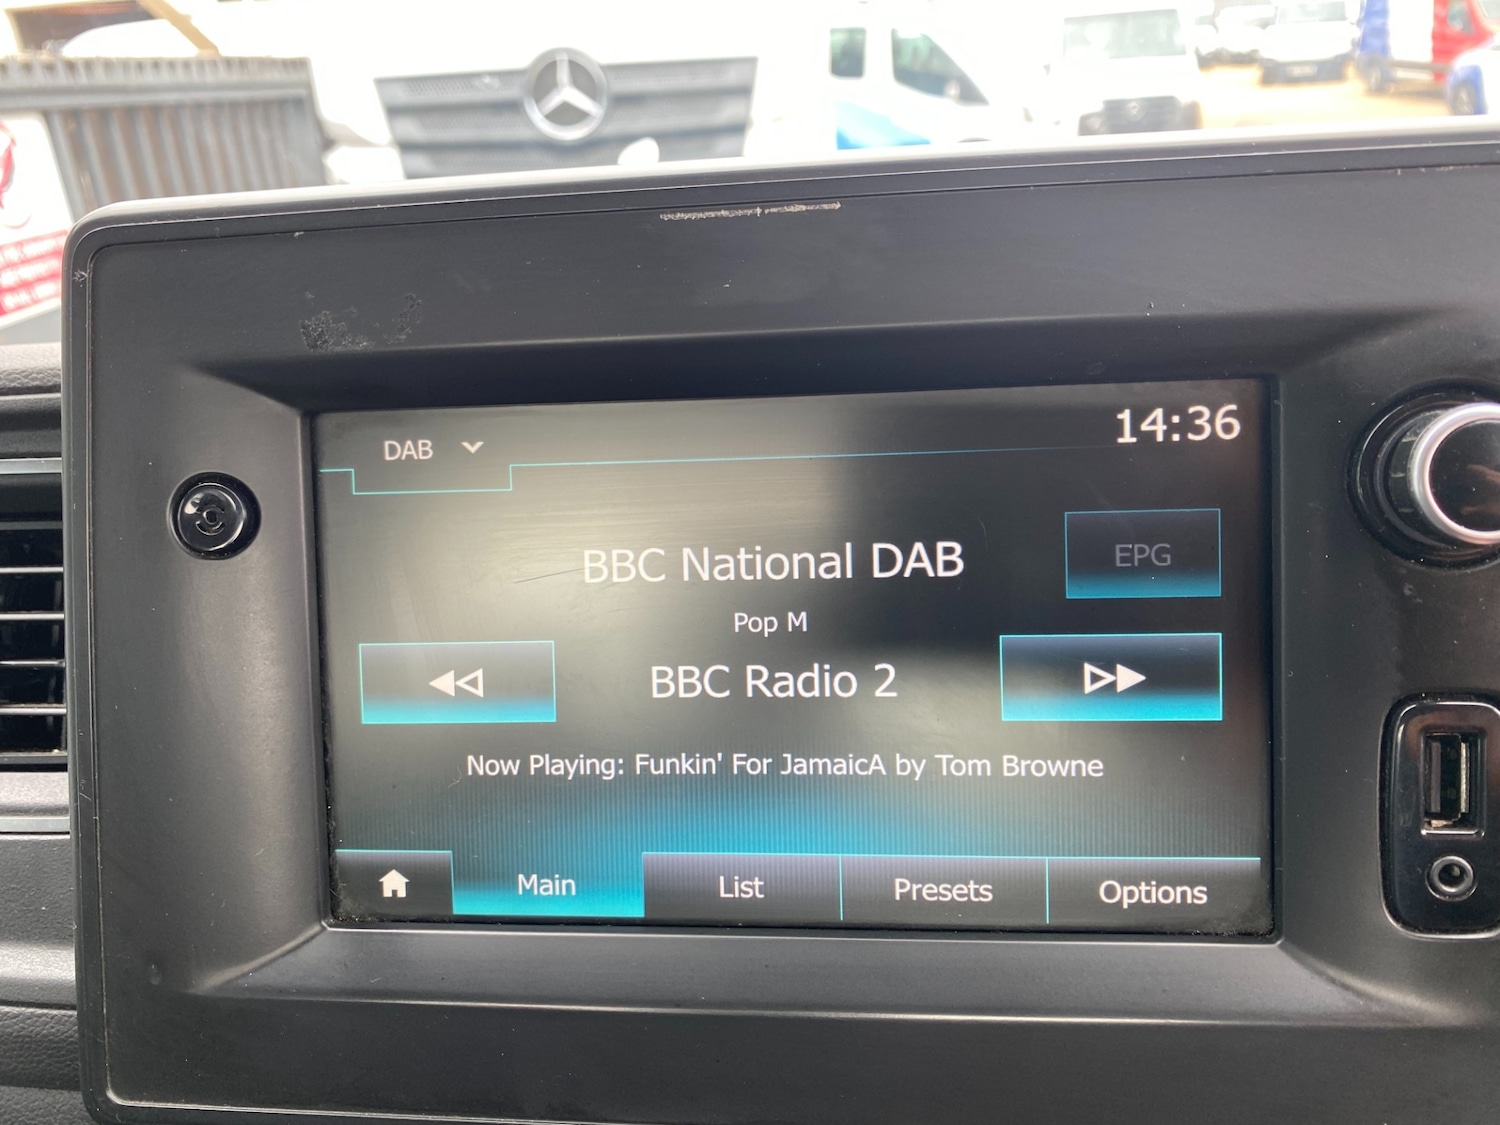 DAB
14:36
BBC National DAB
EPG
Pop M
BBC Radio 2
Now Playing: Funkin' For JamaicA by Tom Browne
Main
List
Presets
Options